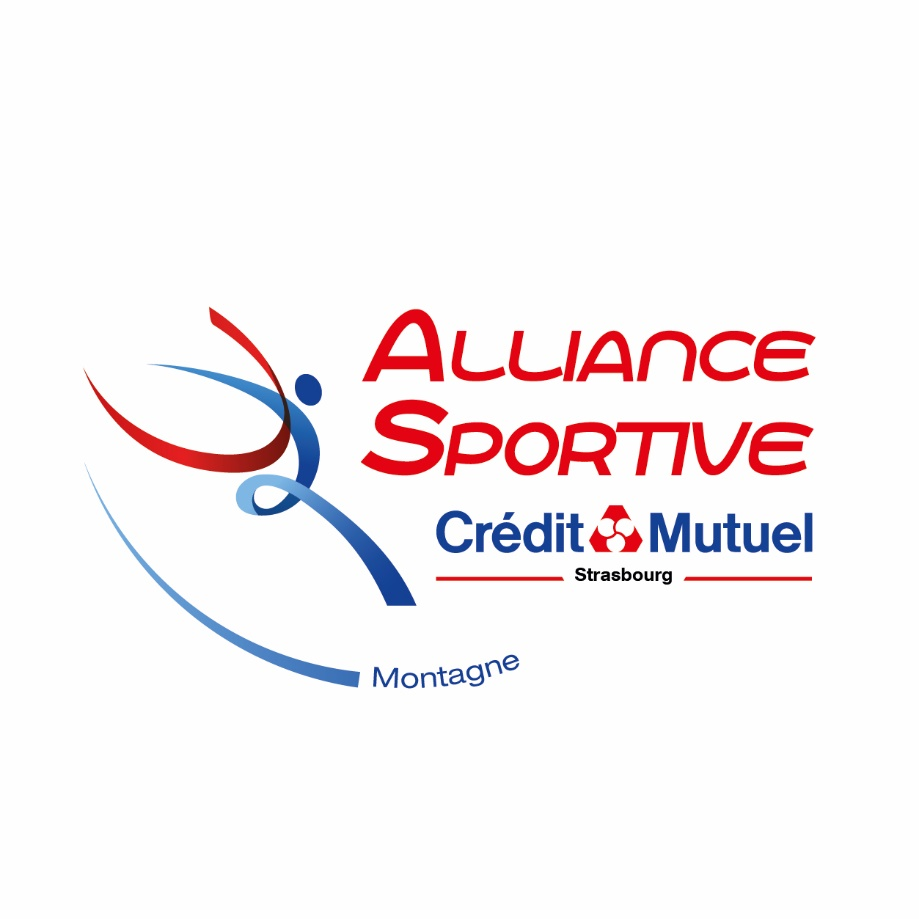 ALLIANCE
SPORTIVE
Crédit Mutuel
Strasbourg
Montagne